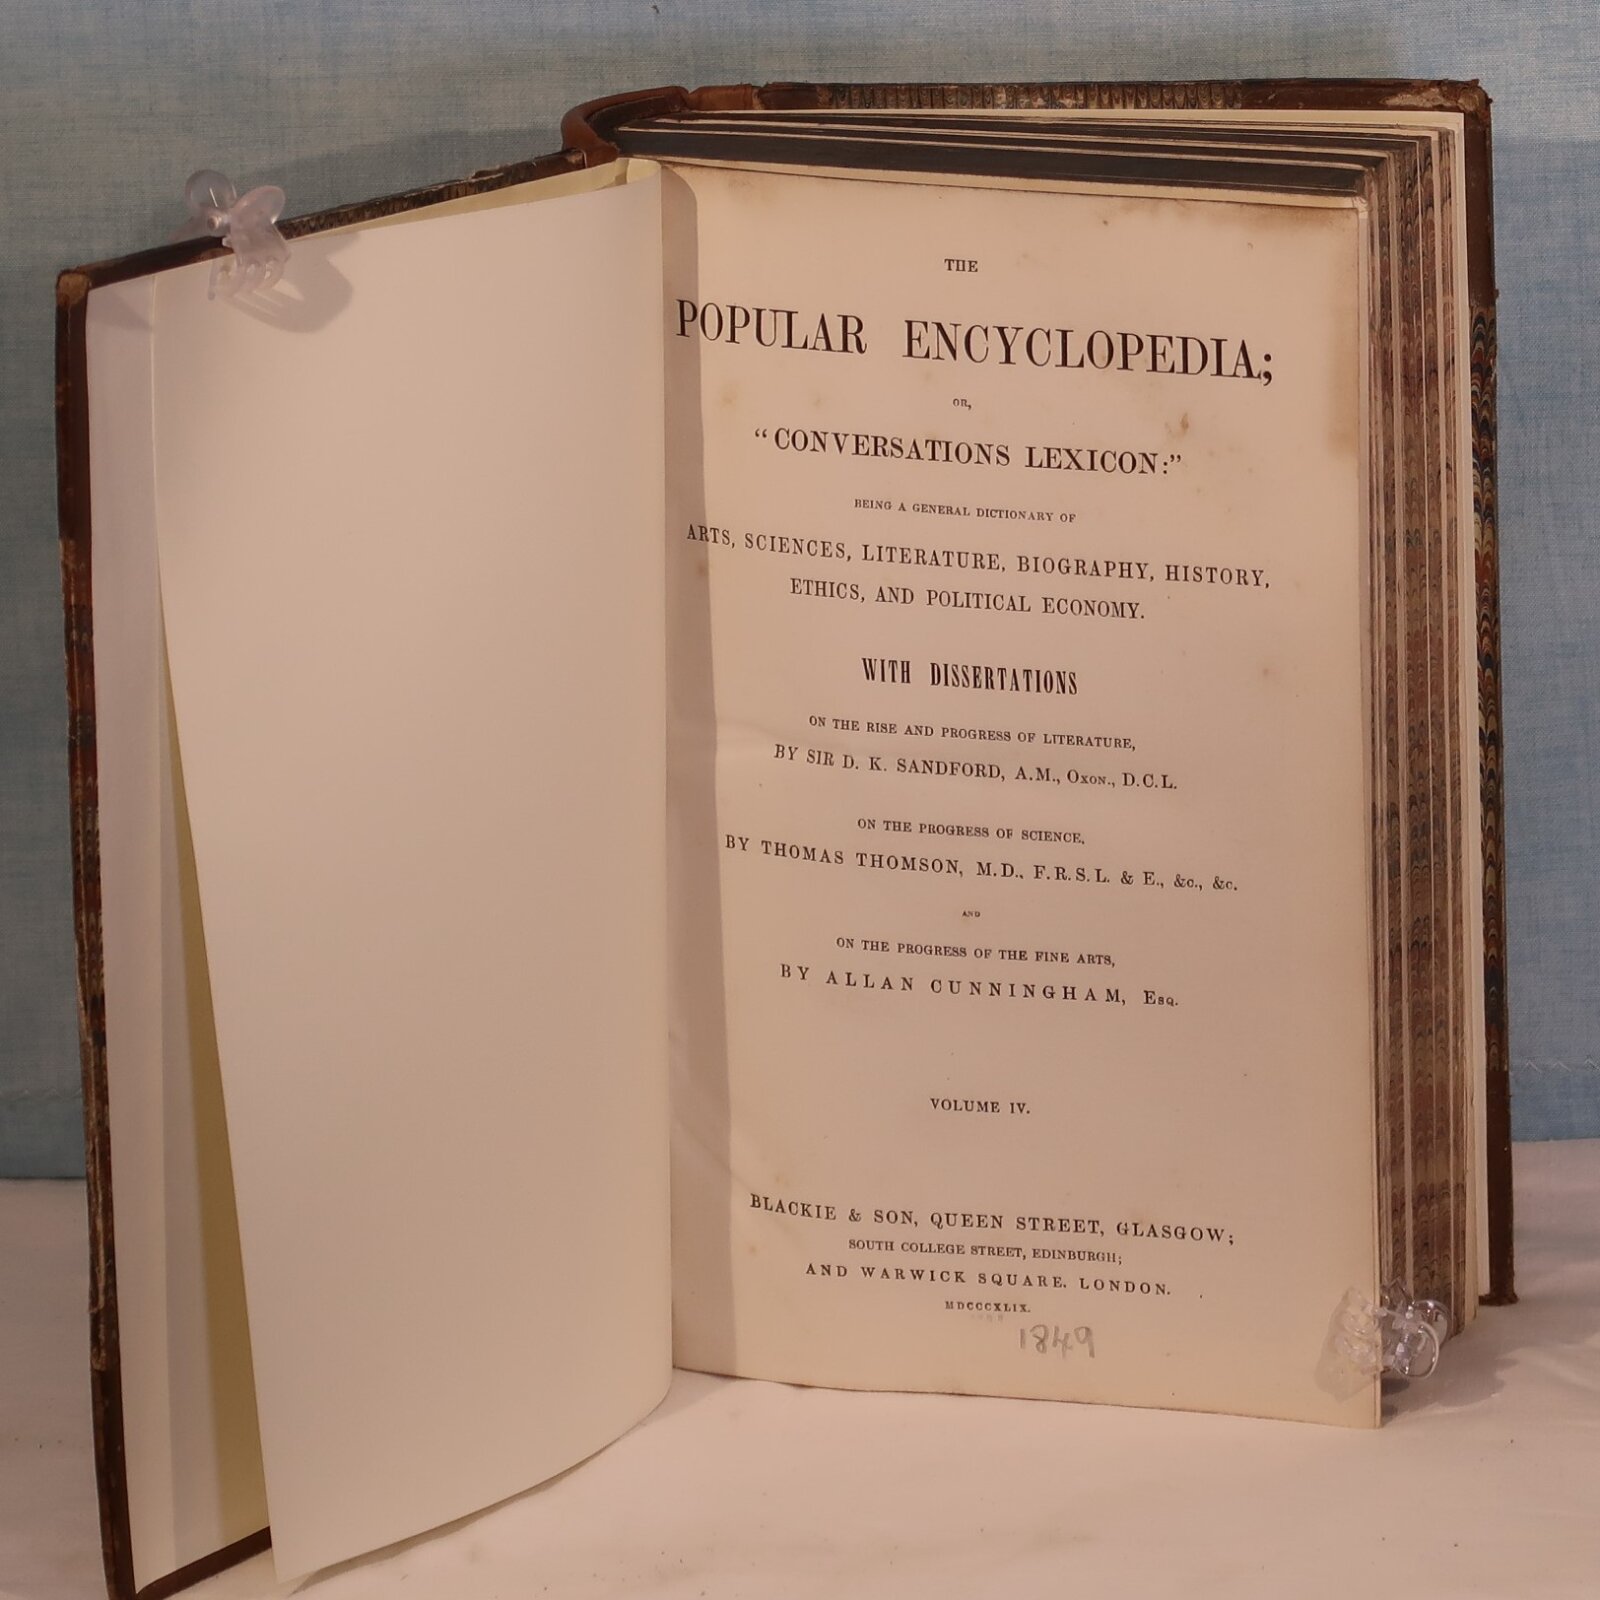 THE
POPULAR ENCYCLOPEDIA;
OR,
"CONVERSATIONS LEXICON:"
BEING A GENERAL DICTIONARY OF
ARTS, SCIENCES, LITERATURE, BIOGRAPHY, HISTORY,
ETHICS, AND POLITICAL ECONOMY.
WITH DISSERTATIONS
ON THE RISE AND PROGRESS OF LITERATURE,
BY SIR D. K. SANDFORD, A.M., OXON., D.C.L.
ON THE PROGRESS OF SCIENCE,
BY THOMAS THOMSON, M.D., F.R.S.L. & E., &c., &c.
AND
ON THE PROGRESS OF THE FINE ARTS,
BY ALLAN CUNNINGHAM, ESQ.
VOLUME IV.
BLACKIE & SON, QUEEN STREET, GLASGOW;
SOUTH COLLEGE STREET, EDINBURGH;
AND WARWICK SQUARE, LONDON.
MDCCCXLIX.
1849